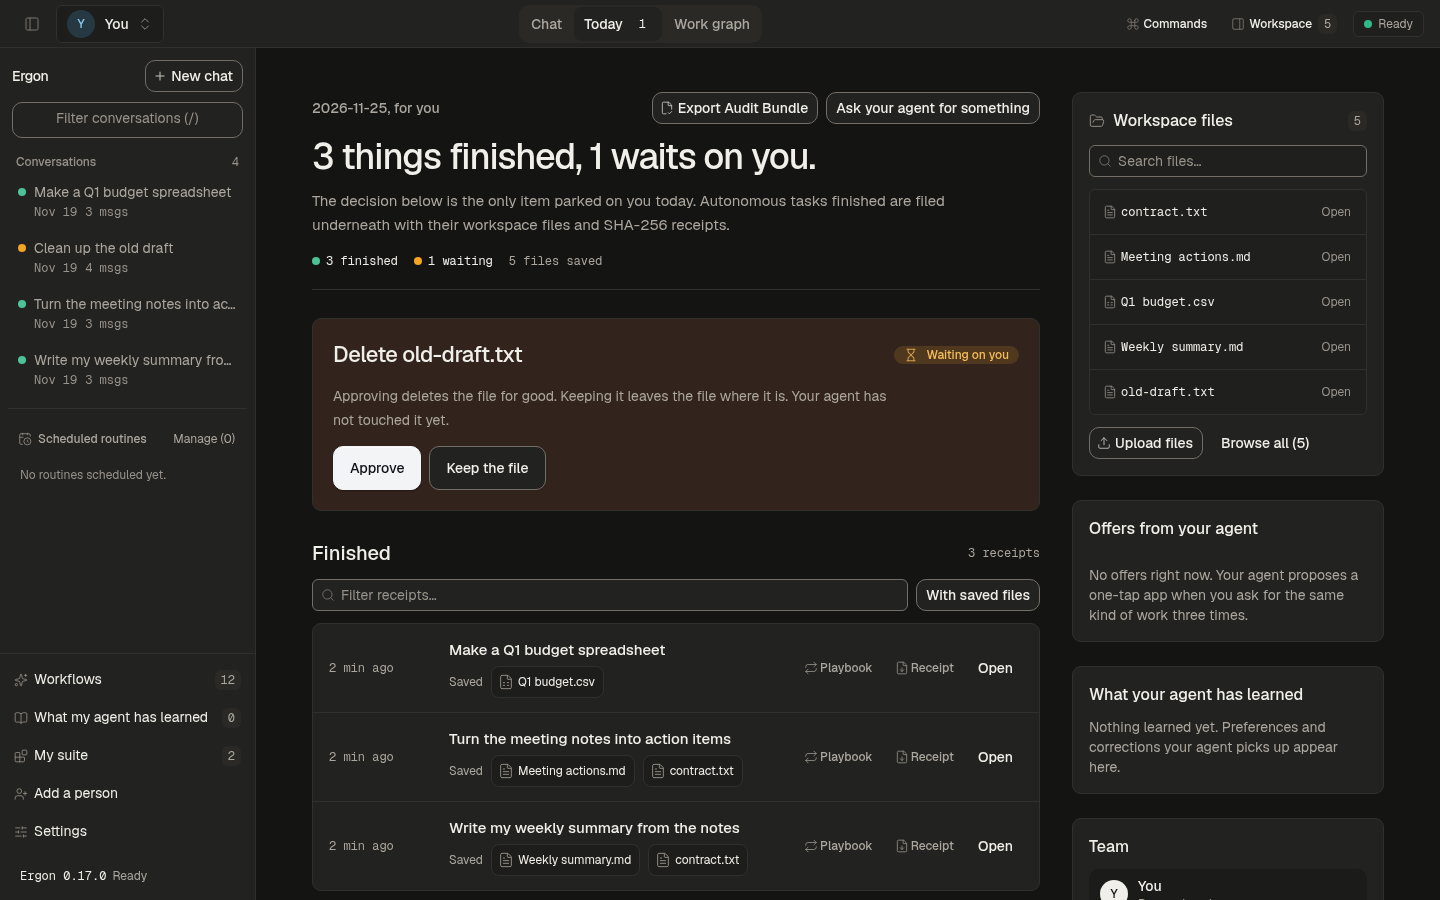 Y You
Chat
Today 1
Work graph
Commands
Workspace 5
Ready
Ergon
New chat
Filter conversations (/)
Conversations 4
Make a Q1 budget spreadsheet
Nov 19 3 msgs
Clean up the old draft
Nov 19 4 msgs
Turn the meeting notes into ac…
Nov 19 3 msgs
Write my weekly summary fro…
Nov 19 3 msgs
Scheduled routines Manage (0)
No routines scheduled yet.
Workflows 12
What my agent has learned 0
My suite 2
Add a person
Settings
Ergon 0.17.0 Ready
2026-11-25, for you
Export Audit Bundle
Ask your agent for something
3 things finished, 1 waits on you.
The decision below is the only item parked on you today. Autonomous tasks finished are filed
underneath with their workspace files and SHA-256 receipts.
3 finished 1 waiting 5 files saved
Delete old-draft.txt
Waiting on you
Approving deletes the file for good. Keeping it leaves the file where it is. Your agent has
not touched it yet.
Approve
Keep the file
Finished
3 receipts
Filter receipts…
With saved files
Make a Q1 budget spreadsheet
2 min ago
Saved Q1 budget.csv
Playbook Receipt Open
Turn the meeting notes into action items
2 min ago
Saved Meeting actions.md contract.txt
Playbook Receipt Open
Write my weekly summary from the notes
2 min ago
Saved Weekly summary.md contract.txt
Playbook Receipt Open
Workspace files 5
Search files…
contract.txt Open
Meeting actions.md Open
Q1 budget.csv Open
Weekly summary.md Open
old-draft.txt Open
Upload files
Browse all (5)
Offers from your agent
No offers right now. Your agent proposes a
one-tap app when you ask for the same
kind of work three times.
What your agent has learned
Nothing learned yet. Preferences and
corrections your agent picks up appear
here.
Team
Y You